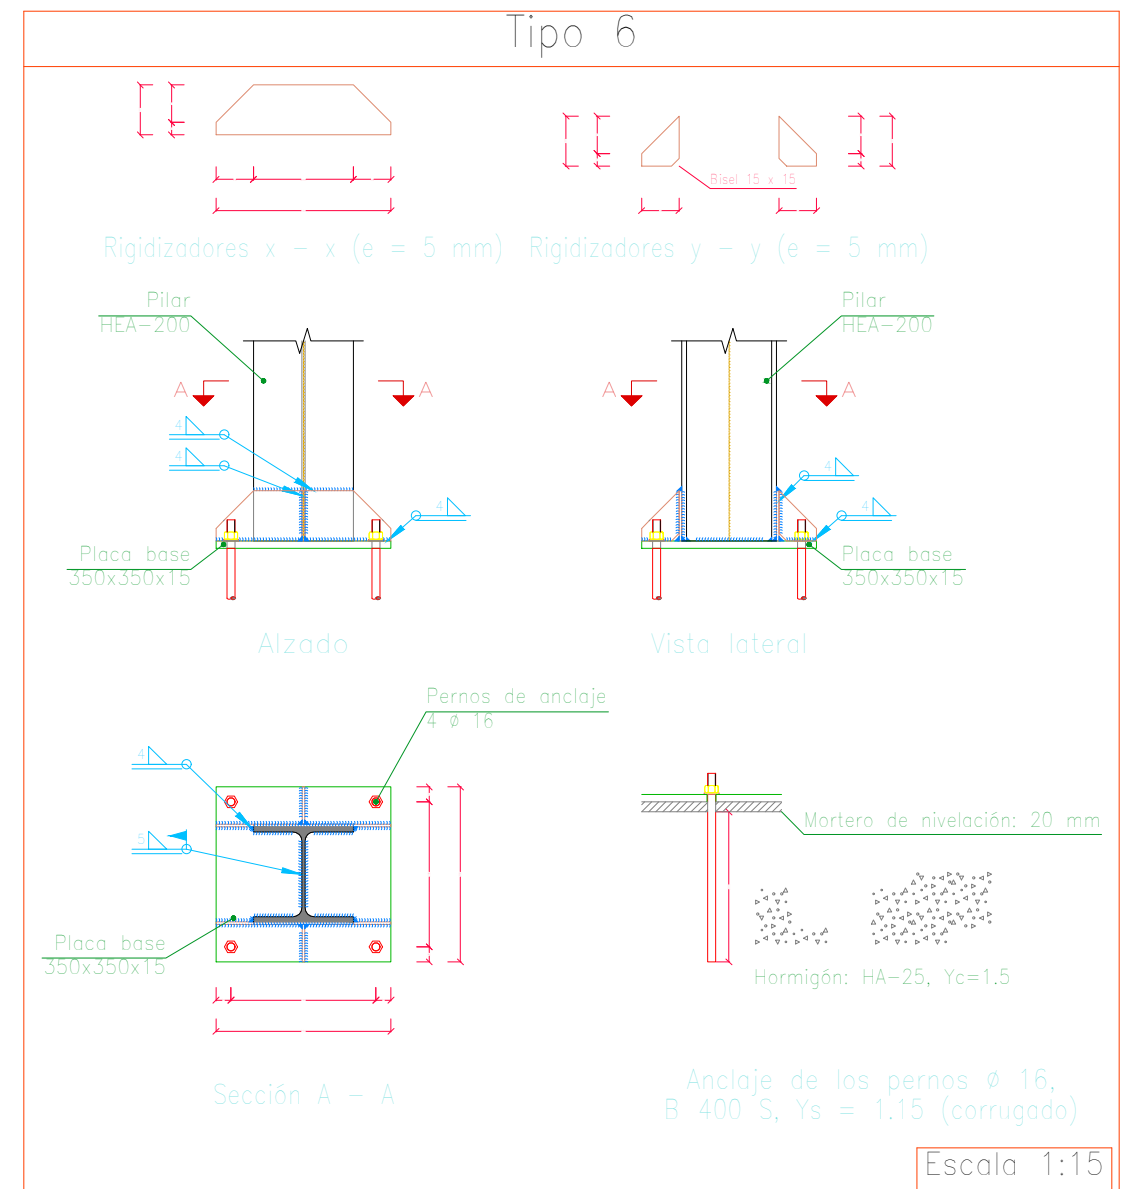 Tipo 6
Bisel 15 x 15
Rigidizadores x - x (e = 5 mm)
Rigidizadores y - y (e = 5 mm)
Pilar
HEA-200
Pilar
HEA-200
A
A
A
A
4
4
4
4
4
Placa base
350x350x15
Placa base
350x350x15
Alzado
Vista lateral
Pernos de anclaje
4 ø 16
4
5
Mortero de nivelación: 20 mm
Placa base
350x350x15
Hormigón: HA-25, Yc=1.5
Sección A - A
Anclaje de los pernos ø 16,
B 400 S, Ys = 1.15 (corrugado)
Escala 1:15